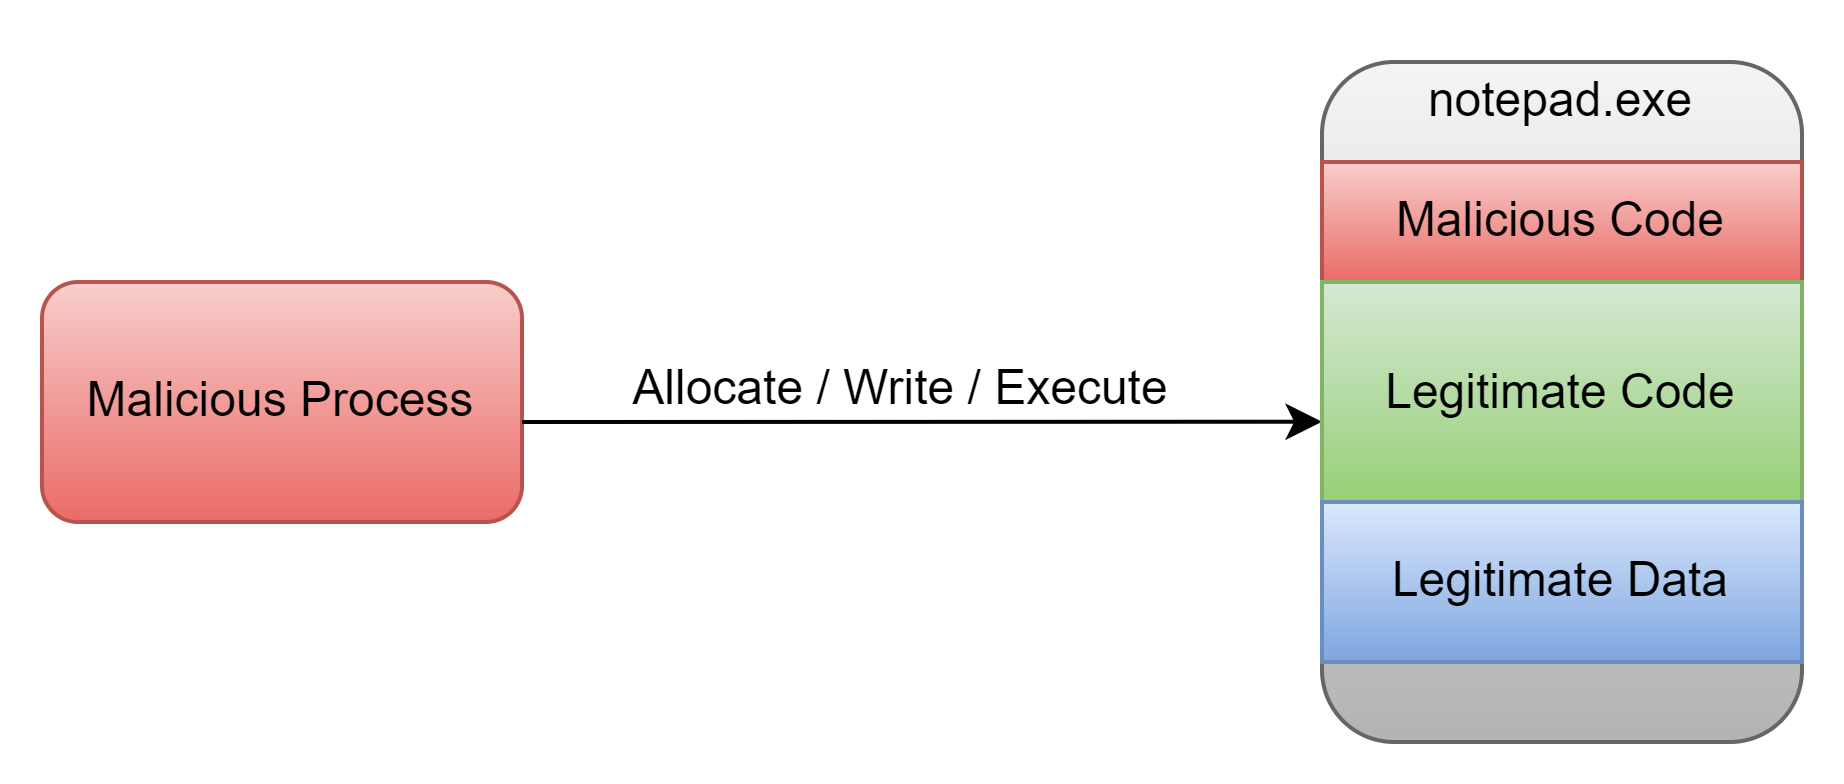 notepad.exe
Malicious Code
Malicious Process
Allocate / Write / Execute
Legitimate Code
Legitimate Data